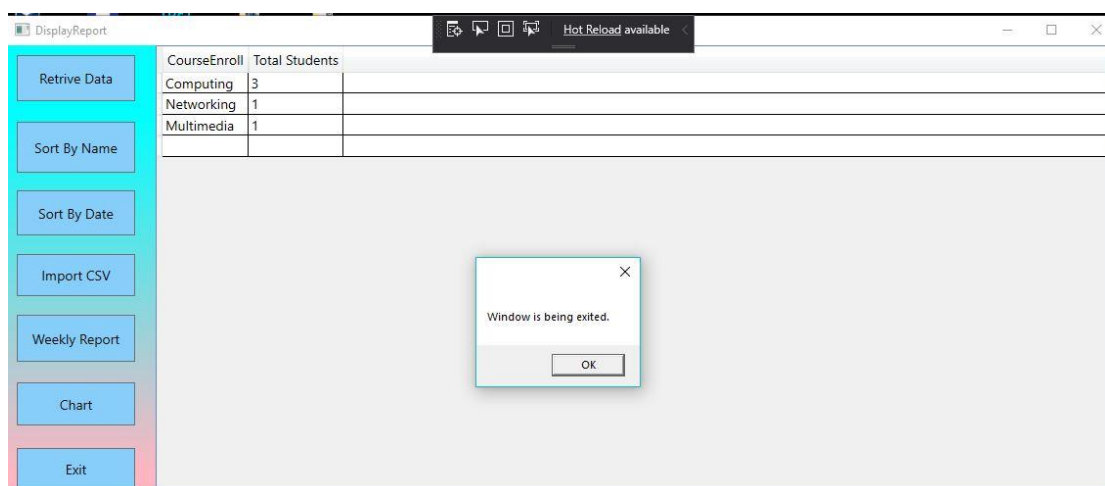 DisplayReport
Hot Reload available
Retrive Data
Sort By Name
Sort By Date
Import CSV
Weekly Report
Chart
Exit
CourseEnroll Total Students
Computing 3
Networking 1
Multimedia 1
Window is being exited.
OK